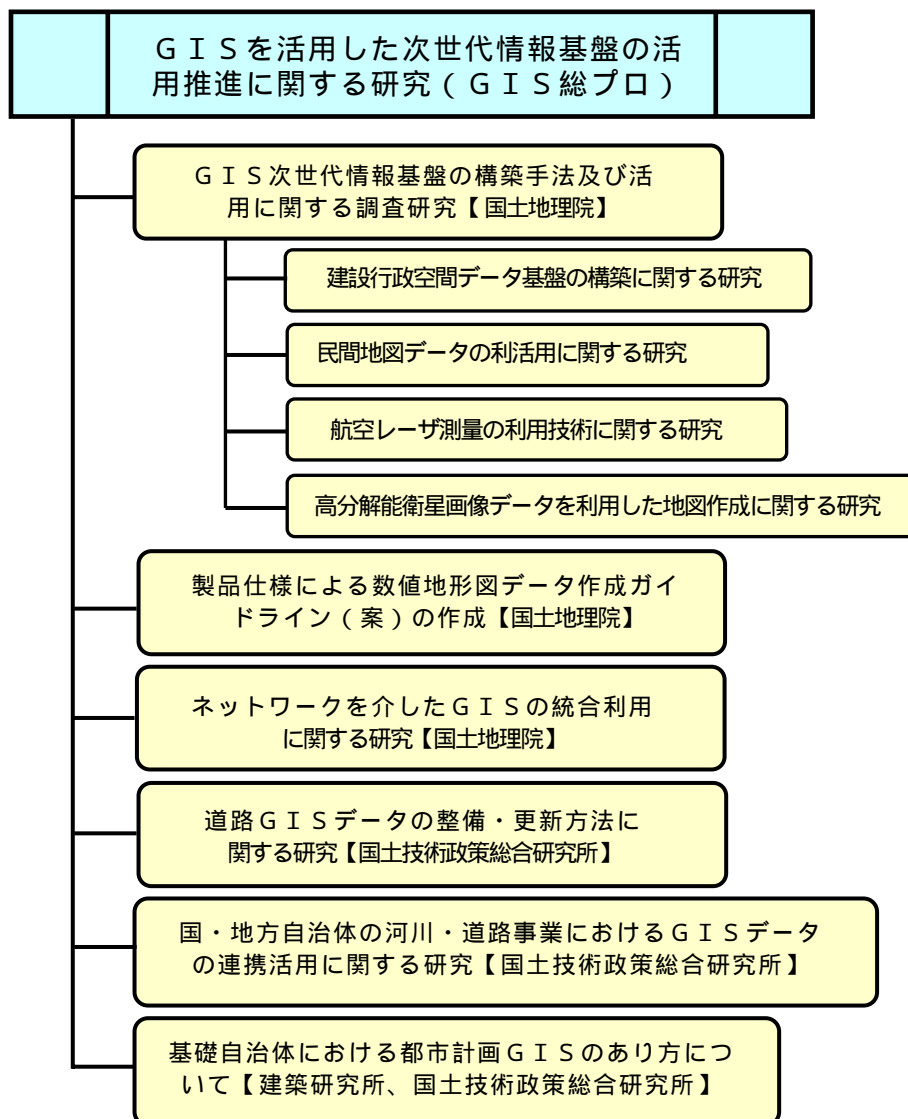 ＧＩＳを活用した次世代情報基盤の活
用推進に関する研究（ＧＩＳ総プロ）
ＧＩＳ次世代情報基盤の構築手法及び活
用に関する調査研究【国土地理院】
建設行政空間データ基盤の構築に関する研究
民間地図データの利活用に関する研究
航空レーザ測量の利用技術に関する研究
高分解能衛星画像データを利用した地図作成に関する研究
製品仕様による数値地形図データ作成ガイ
ドライン（案）の作成【国土地理院】
ネットワークを介したＧＩＳの統合利用
に関する研究【国土地理院】
道路ＧＩＳデータの整備・更新方法に
関する研究【国土技術政策総合研究所】
国・地方自治体の河川・道路事業におけるＧＩＳデータ
の連携活用に関する研究【国土技術政策総合研究所】
基礎自治体における都市計画ＧＩＳのあり方につ
いて【建築研究所、国土技術政策総合研究所】